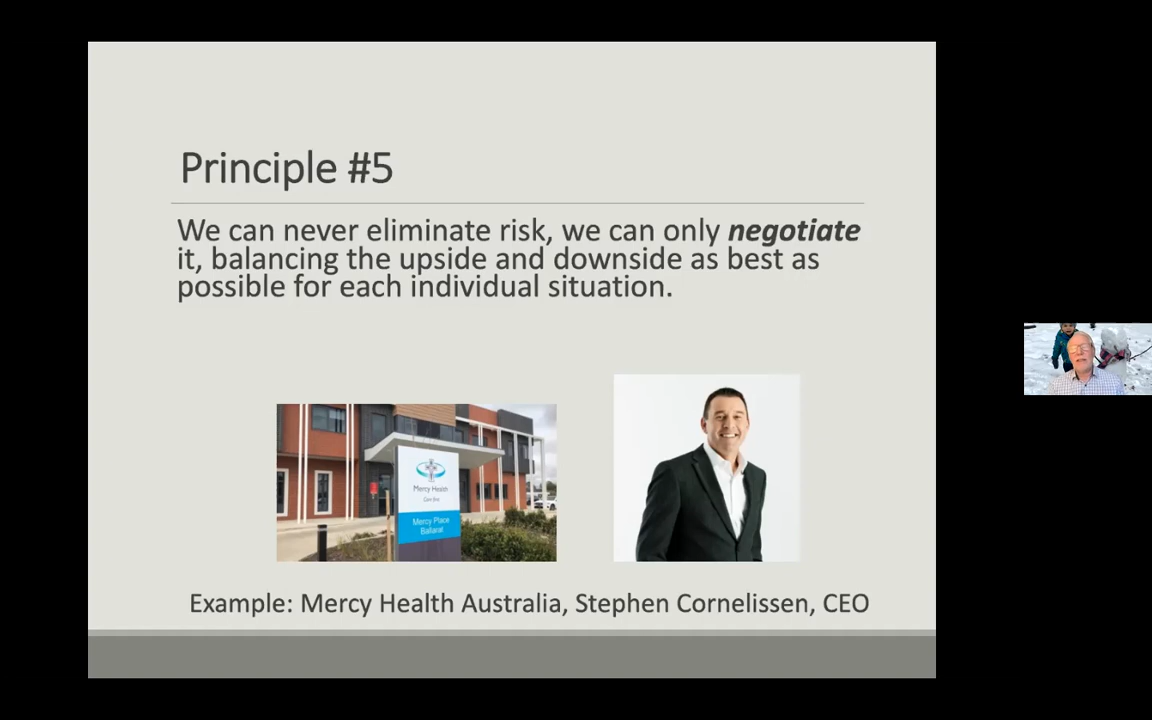 Principle #5
We can never eliminate risk, we can only negotiate
it, balancing the upside and downside as best as
possible for each individual situation.
Mercy Health
Care first
Mercy Place
Ballarat
Example: Mercy Health Australia, Stephen Cornelissen, CEO